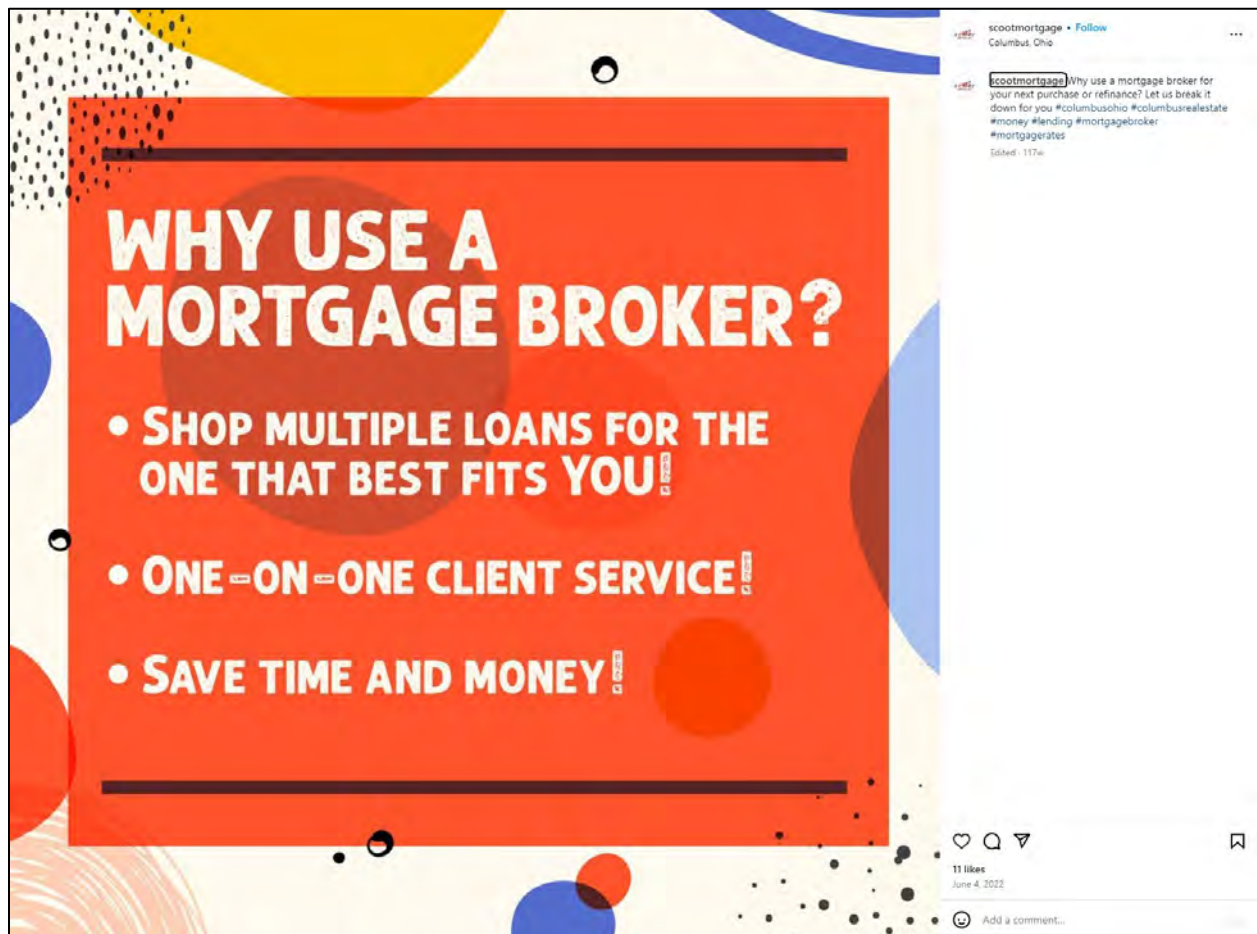 WHY USE A
MORTGAGE BROKER?
• SHOP MULTIPLE LOANS FOR THE
ONE THAT BEST FITS YOU!
• ONE-ON-ONE CLIENT SERVICE!
• SAVE TIME AND MONEY!
scootmortgage • Follow
Columbus, Ohio
scootmortgage Why use a mortgage broker for
your next purchase or refinance? Let us break it
down for you #columbusohio #columbusrealestate
#money #lending #mortgagebroker
#mortgagerates
Edited · 117w
11 likes
June 4, 2022
Add a comment...